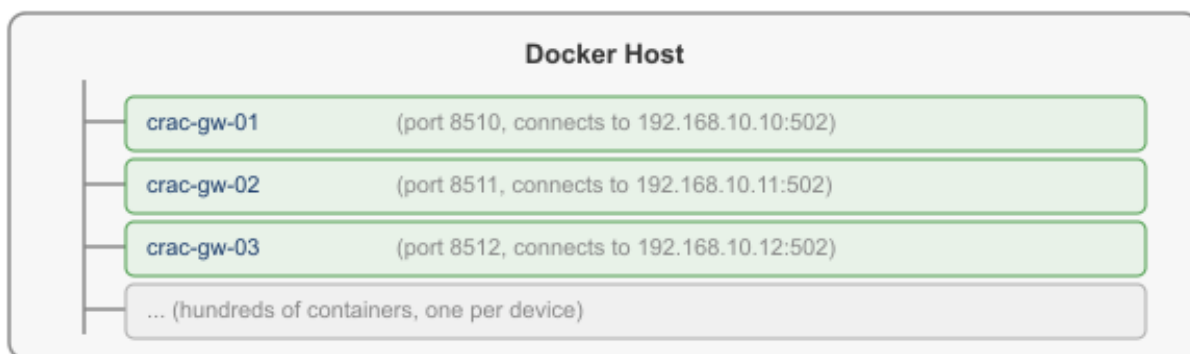 Docker Host
crac-gw-01 (port 8510, connects to 192.168.10.10:502)
crac-gw-02 (port 8511, connects to 192.168.10.11:502)
crac-gw-03 (port 8512, connects to 192.168.10.12:502)
... (hundreds of containers, one per device)